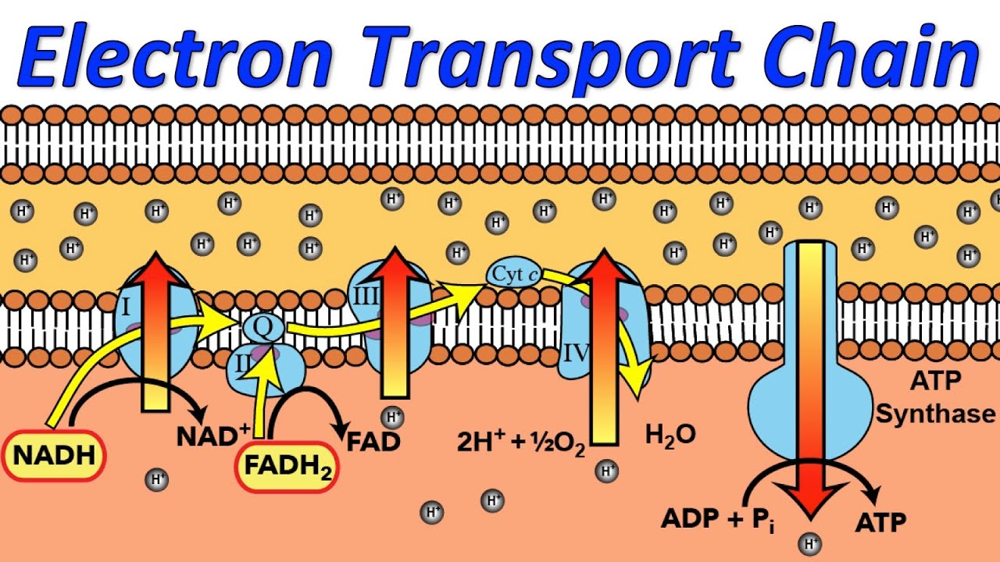 Electron Transport Chain
H⁺ H⁺ H⁺ H⁺ H⁺ H⁺ H⁺ H⁺ H⁺ H⁺ H⁺ H⁺ H⁺ H⁺ H⁺
H⁺ H⁺ H⁺ H⁺ H⁺ H⁺ H⁺ H⁺ H⁺ H⁺ H⁺ H⁺ H⁺
I
III
Cyt c
Q
II
IV
ATP
Synthase
NADH
NAD⁺
FADH₂
FAD
H⁺
2H⁺ + ½O₂
H₂O
H⁺
H⁺
H⁺
H⁺
ADP + Pᵢ
ATP
H⁺